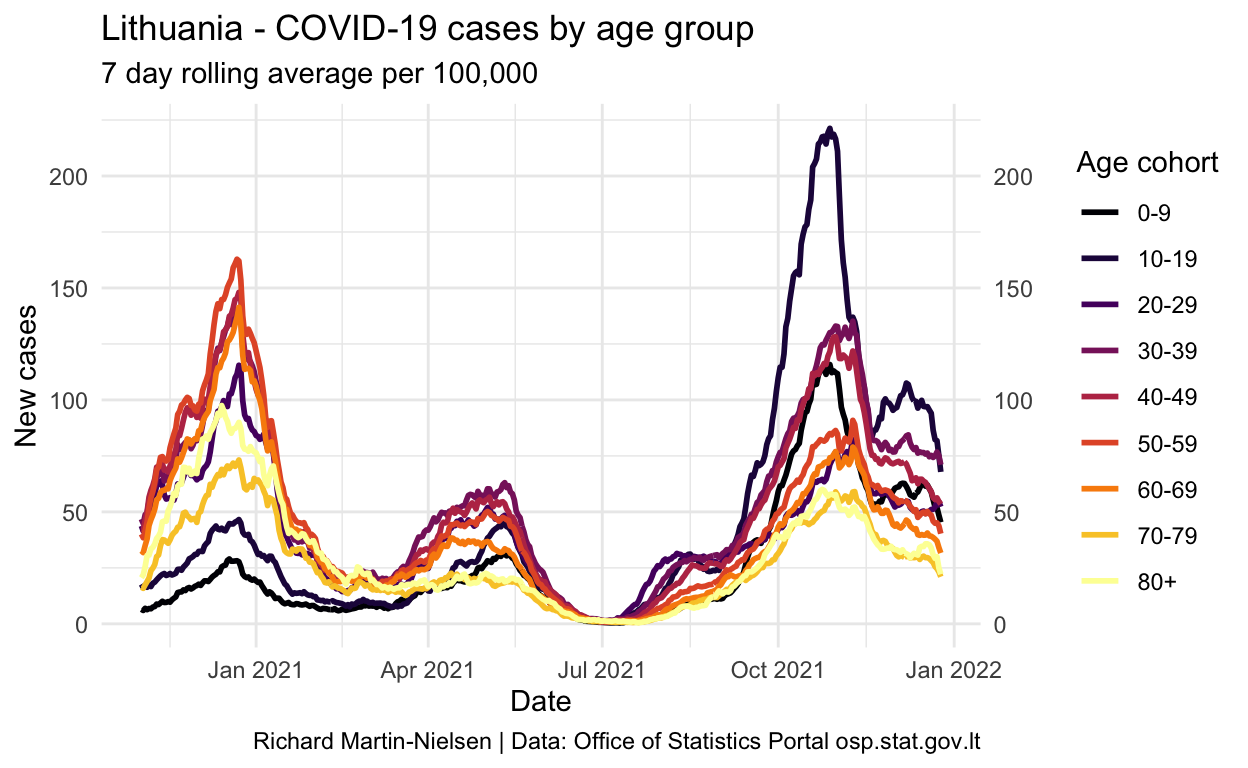 Lithuania - COVID-19 cases by age group
7 day rolling average per 100,000
New cases
200
150
100
50
0
200
150
100
50
0
Jan 2021 Apr 2021 Jul 2021 Oct 2021 Jan 2022
Date
Age cohort
0-9
10-19
20-29
30-39
40-49
50-59
60-69
70-79
80+
Richard Martin-Nielsen | Data: Office of Statistics Portal osp.stat.gov.lt